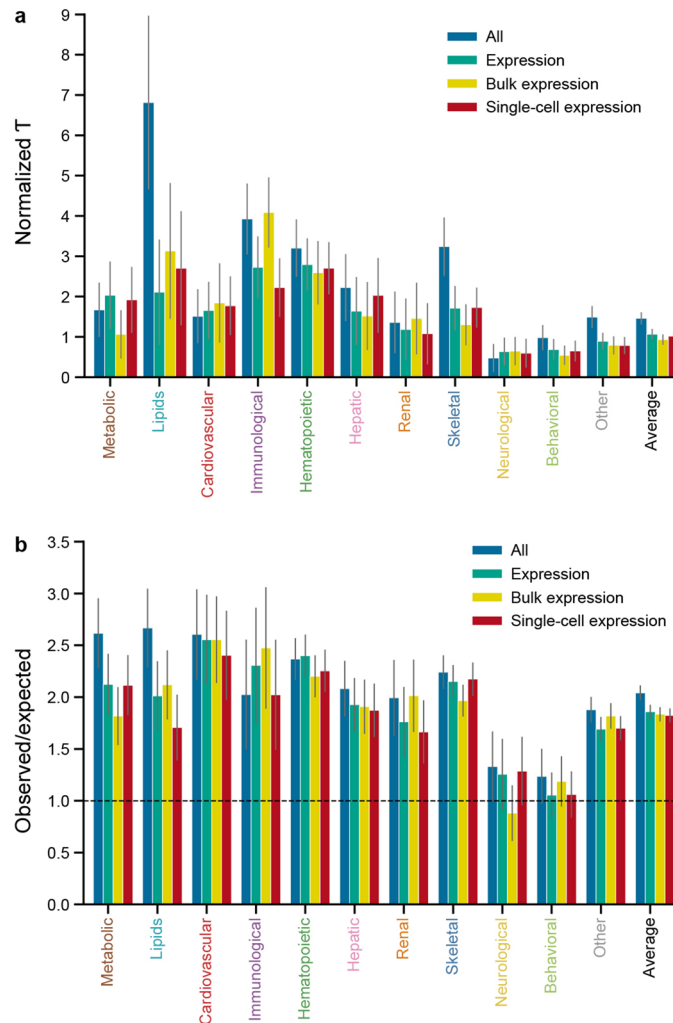 a
9
8
7
6
5
4
3
2
1
0
Normalized Τ
All
Expression
Bulk expression
Single-cell expression
Metabolic
Lipids
Cardiovascular
Immunological
Hematopoietic
Hepatic
Renal
Skeletal
Neurological
Behavioral
Other
Average
b
3.5
3.0
2.5
2.0
1.5
1.0
0.5
0.0
Observed/expected
All
Expression
Bulk expression
Single-cell expression
Metabolic
Lipids
Cardiovascular
Immunological
Hematopoietic
Hepatic
Renal
Skeletal
Neurological
Behavioral
Other
Average